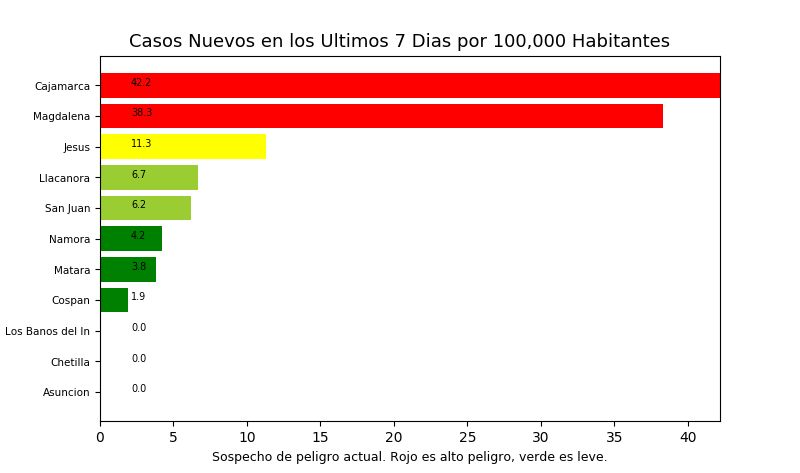 Casos Nuevos en los Ultimos 7 Dias por 100,000 Habitantes
Cajamarca 42.2
Magdalena 38.3
Jesus 11.3
Llacanora 6.7
San Juan 6.2
Namora 4.2
Matara 3.8
Cospan 1.9
Los Banos del In 0.0
Chetilla 0.0
Asuncion 0.0
0 5 10 15 20 25 30 35 40
Sospecho de peligro actual. Rojo es alto peligro, verde es leve.